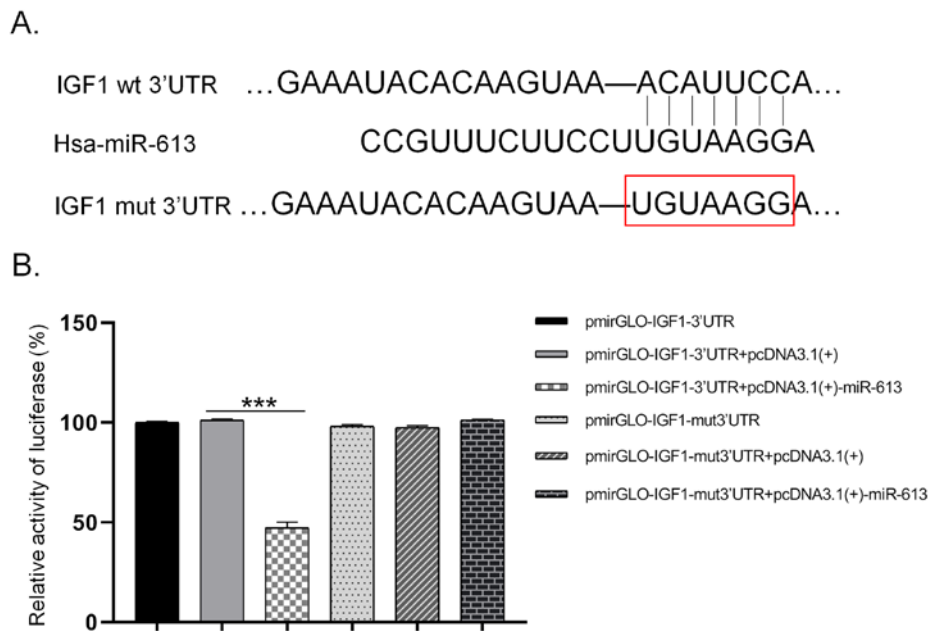 A.
IGF1 wt 3'UTR ...GAAAUACACAAGUAA—ACAUUCCA...
Hsa-miR-613 CCGUUUCUUCCUUGUAAGGA
IGF1 mut 3'UTR ...GAAAUACACAAGUAA—UGUAAGGA...
B.
Relative activity of luciferase (%)
150
100
50
0
***
pmirGLO-IGF1-3'UTR
pmirGLO-IGF1-3'UTR+pcDNA3.1(+)
pmirGLO-IGF1-3'UTR+pcDNA3.1(+)-miR-613
pmirGLO-IGF1-mut3'UTR
pmirGLO-IGF1-mut3'UTR+pcDNA3.1(+)
pmirGLO-IGF1-mut3'UTR+pcDNA3.1(+)-miR-613